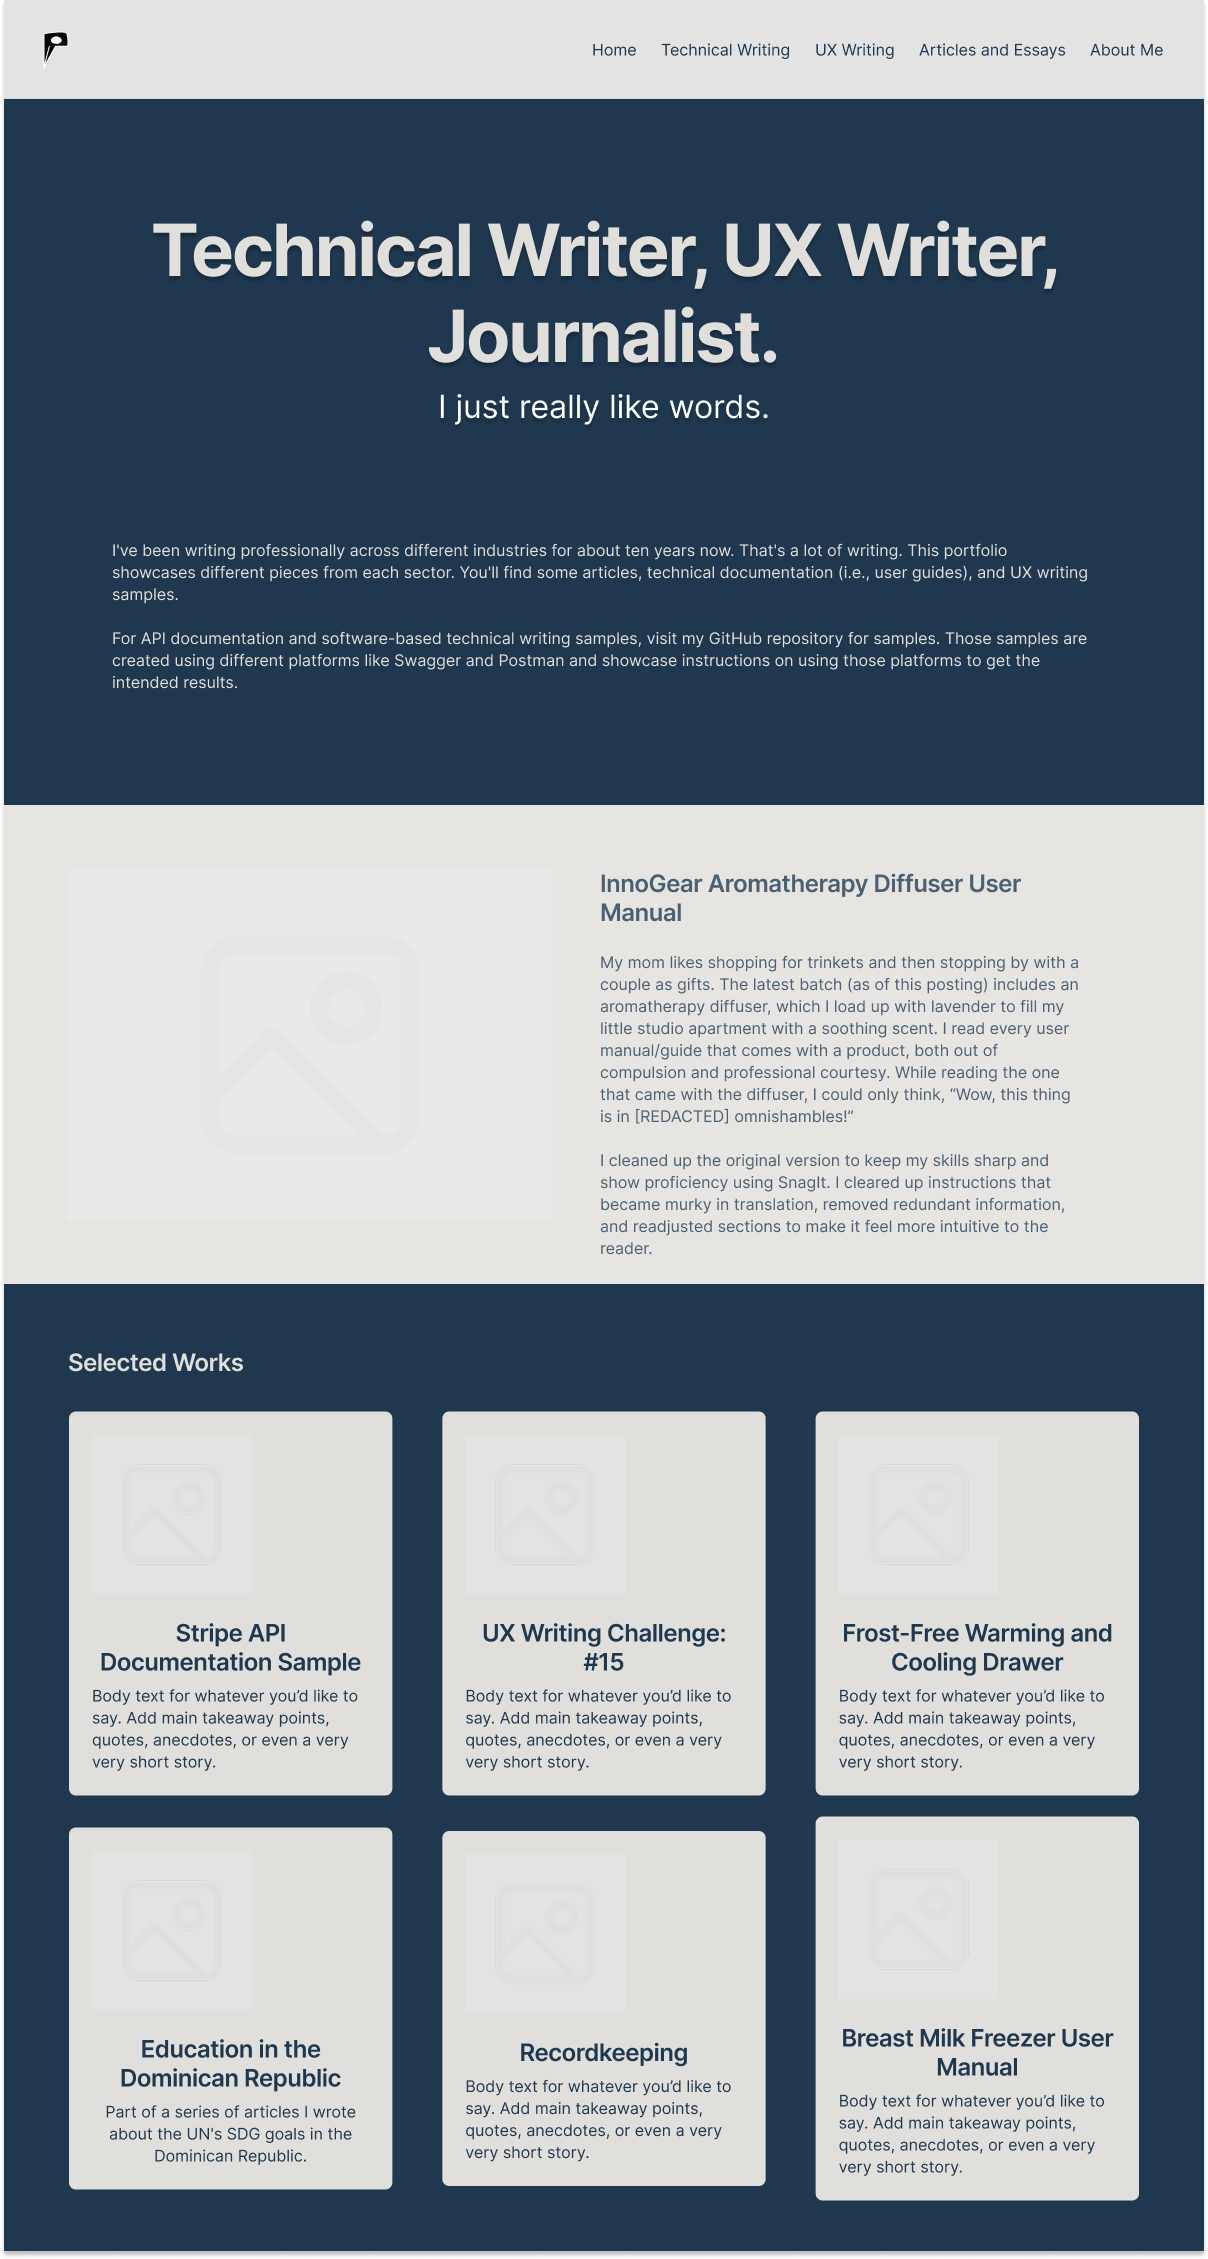 Home
Technical Writing
UX Writing
Articles and Essays
About Me
Technical Writer, UX Writer,
Journalist.
I just really like words.
I've been writing professionally across different industries for about ten years now. That's a lot of writing. This portfolio
showcases different pieces from each sector. You'll find some articles, technical documentation (i.e., user guides), and UX writing
samples.
For API documentation and software-based technical writing samples, visit my GitHub repository for samples. Those samples are
created using different platforms like Swagger and Postman and showcase instructions on using those platforms to get the
intended results.
InnoGear Aromatherapy Diffuser User
Manual
My mom likes shopping for trinkets and then stopping by with a
couple as gifts. The latest batch (as of this posting) includes an
aromatherapy diffuser, which I load up with lavender to fill my
little studio apartment with a soothing scent. I read every user
manual/guide that comes with a product, both out of
compulsion and professional courtesy. While reading the one
that came with the diffuser, I could only think, “Wow, this thing
is in [REDACTED] omnishambles!”
I cleaned up the original version to keep my skills sharp and
show proficiency using SnagIt. I cleared up instructions that
became murky in translation, removed redundant information,
and readjusted sections to make it feel more intuitive to the
reader.
Selected Works
Stripe API
Documentation Sample
Body text for whatever you’d like to
say. Add main takeaway points,
quotes, anecdotes, or even a very
very short story.
UX Writing Challenge:
#15
Body text for whatever you’d like to
say. Add main takeaway points,
quotes, anecdotes, or even a very
very short story.
Frost-Free Warming and
Cooling Drawer
Body text for whatever you’d like to
say. Add main takeaway points,
quotes, anecdotes, or even a very
very short story.
Education in the
Dominican Republic
Part of a series of articles I wrote
about the UN's SDG goals in the
Dominican Republic.
Recordkeeping
Body text for whatever you’d like to
say. Add main takeaway points,
quotes, anecdotes, or even a very
very short story.
Breast Milk Freezer User
Manual
Body text for whatever you’d like to
say. Add main takeaway points,
quotes, anecdotes, or even a very
very short story.